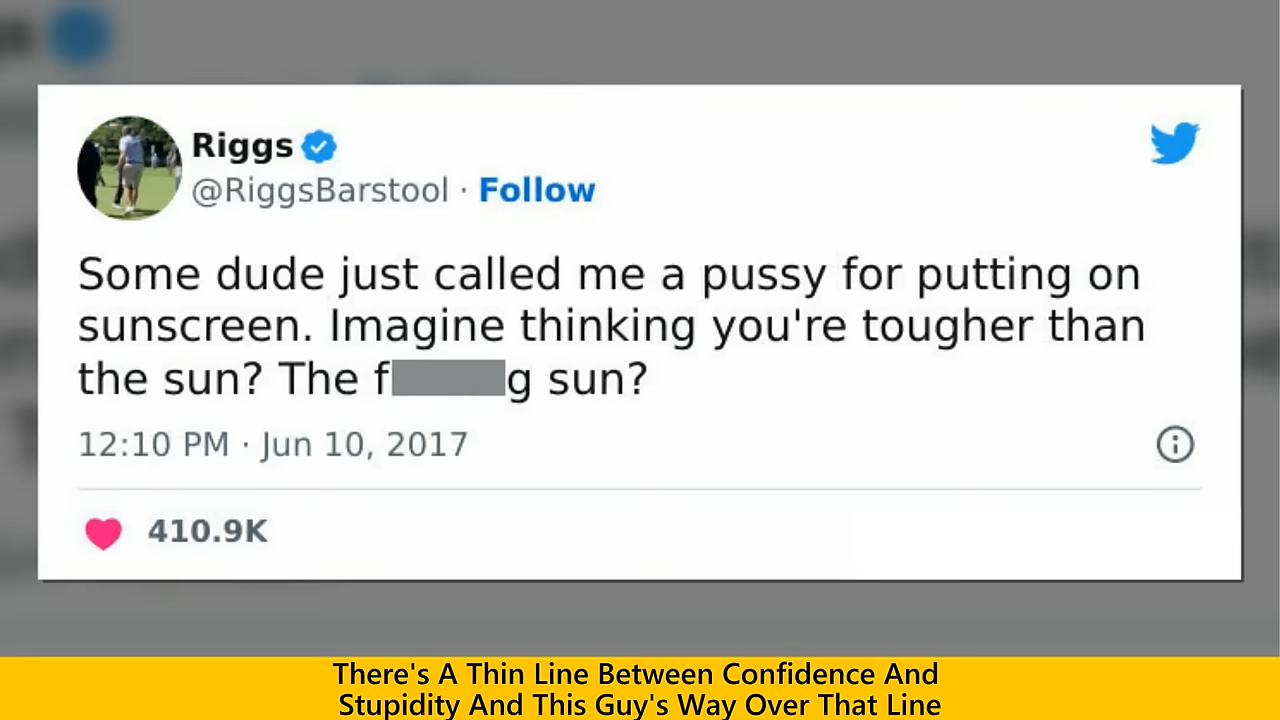 Riggs
@RiggsBarstool · Follow
Some dude just called me a pussy for putting on
sunscreen. Imagine thinking you're tougher than
the sun? The f g sun?
12:10 PM · Jun 10, 2017
410.9K
There's A Thin Line Between Confidence And
Stupidity And This Guy's Way Over That Line